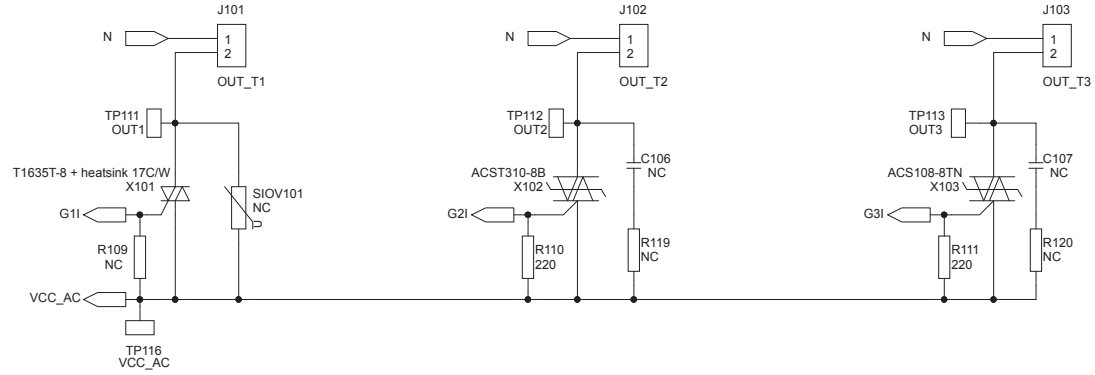 J101
N
1
2
OUT_T1
TP111
OUT1
T1635T-8 + heatsink 17C/W
X101
SIOV101
NC
U
G1I
R109
NC
VCC_AC
TP116
VCC_AC
J102
N
1
2
OUT_T2
TP112
OUT2
C106
NC
ACST310-8B
X102
G2I
R110
220
R119
NC
J103
N
1
2
OUT_T3
TP113
OUT3
C107
NC
ACS108-8TN
X103
G3I
R111
220
R120
NC